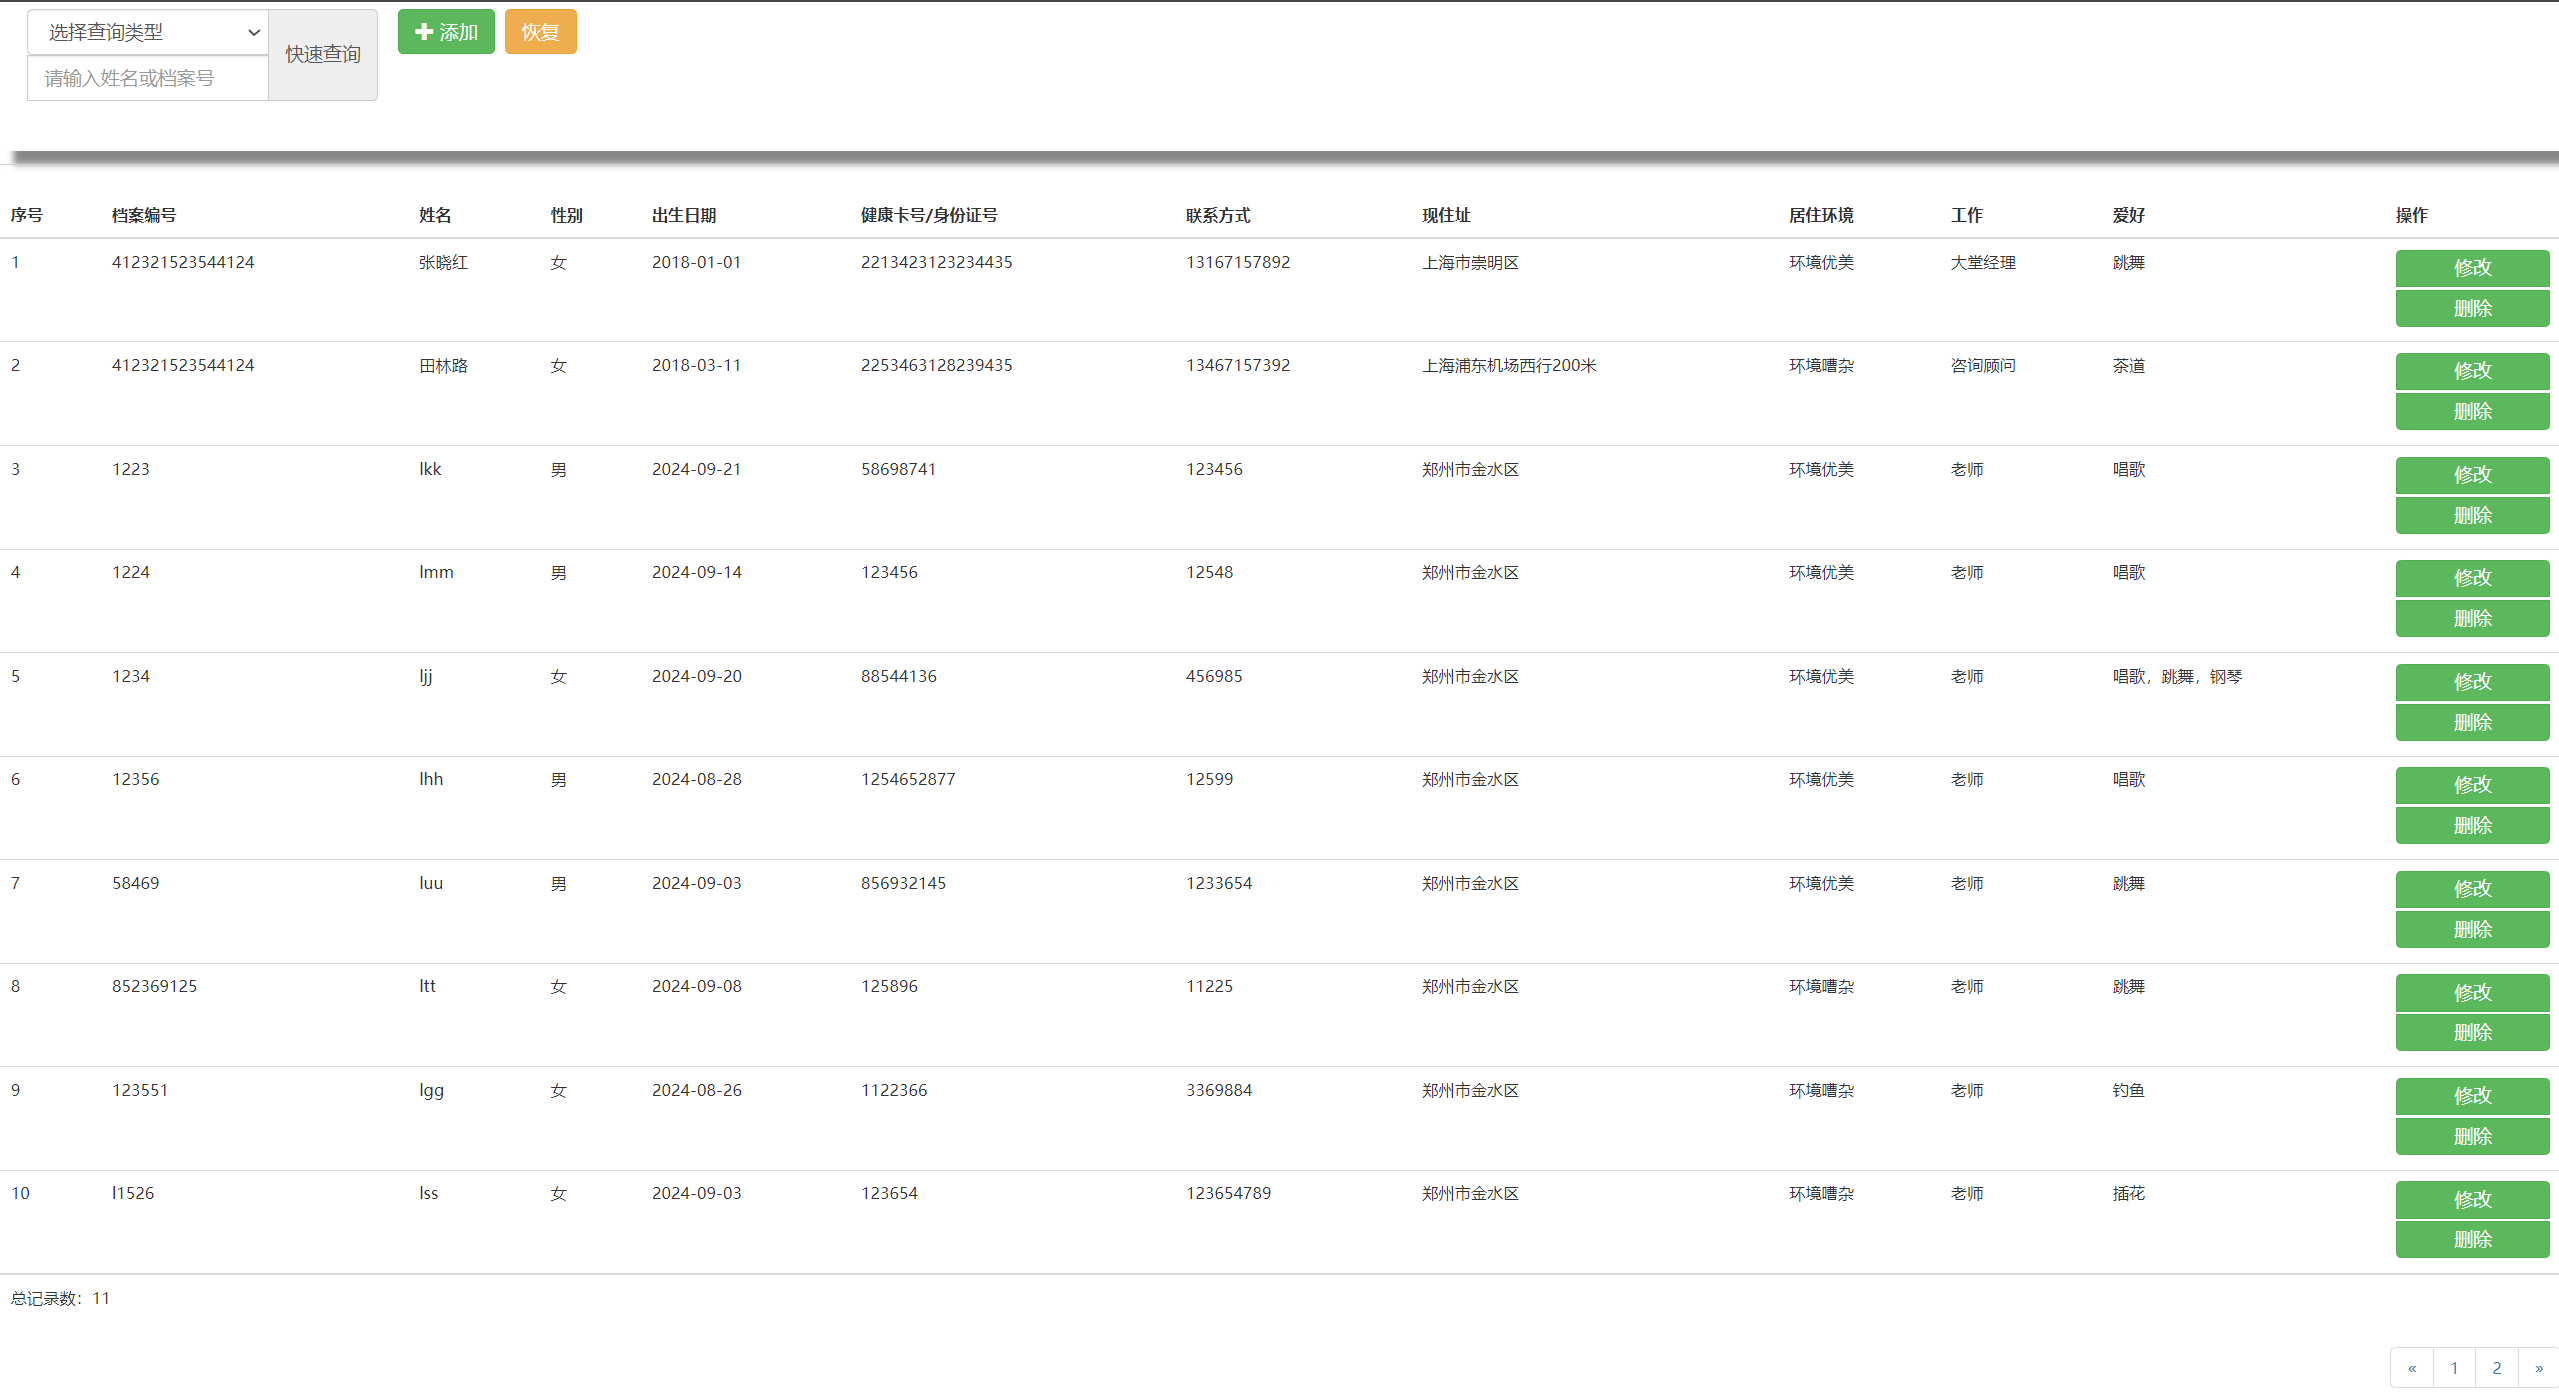 选择查询类型
请输入姓名或档案号
快速查询
添加 恢复
序号 档案编号 姓名 性别 出生日期 健康卡号/身份证号 联系方式 现住址 居住环境 工作 爱好 操作
1 412321523544124 张晓红 女 2018-01-01 2213423123234435 13167157892 上海市崇明区 环境优美 大堂经理 跳舞 修改
删除
2 412321523544124 田林路 女 2018-03-11 2253463128239435 13467157392 上海浦东机场西行200米 环境嘈杂 咨询顾问 茶道 修改
删除
3 1223 lkk 男 2024-09-21 58698741 123456 郑州市金水区 环境优美 老师 唱歌 修改
删除
4 1224 lmm 男 2024-09-14 123456 12548 郑州市金水区 环境优美 老师 唱歌 修改
删除
5 1234 ljj 女 2024-09-20 88544136 456985 郑州市金水区 环境优美 老师 唱歌，跳舞，钢琴 修改
删除
6 12356 lhh 男 2024-08-28 1254652877 12599 郑州市金水区 环境优美 老师 唱歌 修改
删除
7 58469 luu 男 2024-09-03 856932145 1233654 郑州市金水区 环境优美 老师 跳舞 修改
删除
8 852369125 ltt 女 2024-09-08 125896 11225 郑州市金水区 环境嘈杂 老师 跳舞 修改
删除
9 123551 lgg 女 2024-08-26 1122366 3369884 郑州市金水区 环境嘈杂 老师 钓鱼 修改
删除
10 l1526 lss 女 2024-09-03 123654 123654789 郑州市金水区 环境嘈杂 老师 插花 修改
删除
总记录数：11
« 1 2 »